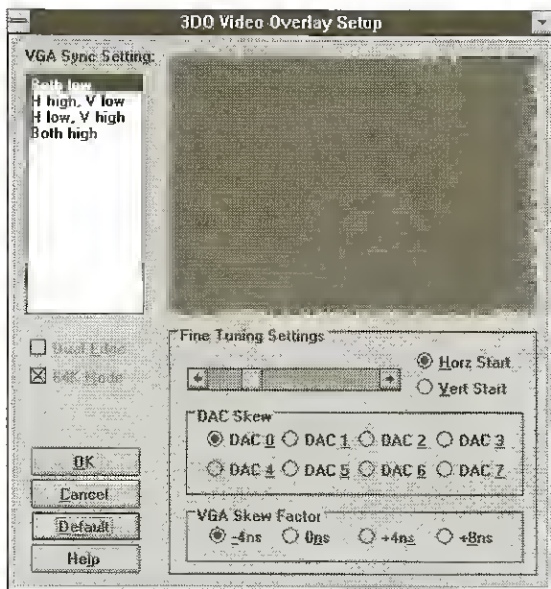 3DO Video Overlay Setup
VGA Sync Setting:
Both low
H high, V low
H low, V high
Both high
Dual Edge
64K Mode
OK
Cancel
Default
Help
Fine Tuning Settings
Horz Start
Vert Start
DAC Skew
DAC 0 DAC 1 DAC 2 DAC 3
DAC 4 DAC 5 DAC 6 DAC 7
VGA Skew Factor
-4ns 0ns +4ns +8ns